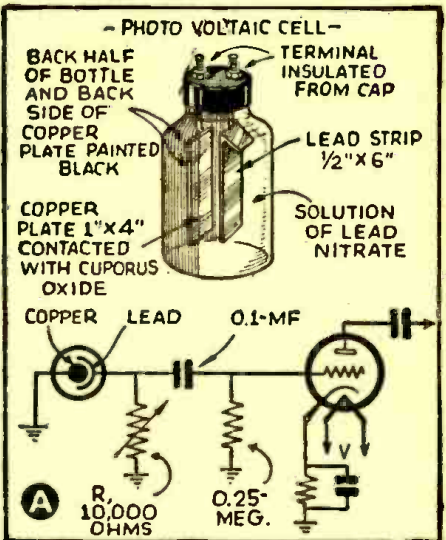 - PHOTO VOLTAIC CELL -
BACK HALF
OF BOTTLE
AND BACK
SIDE OF
COPPER
PLATE PAINTED
BLACK
TERMINAL
INSULATED
FROM CAP
LEAD STRIP
1/2"X6"
COPPER
PLATE 1"X4"
CONTACTED
WITH CUPORUS
OXIDE
SOLUTION
OF LEAD
NITRATE
COPPER
LEAD
0.1-MF
V
A
R,
10,000
OHMS
0.25-
MEG.